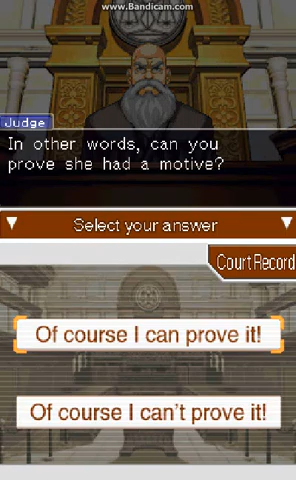 www.Bandicam.com
Judge
In other words, can you
prove she had a motive?
Select your answer
Court Record
Of course I can prove it!
Of course I can't prove it!